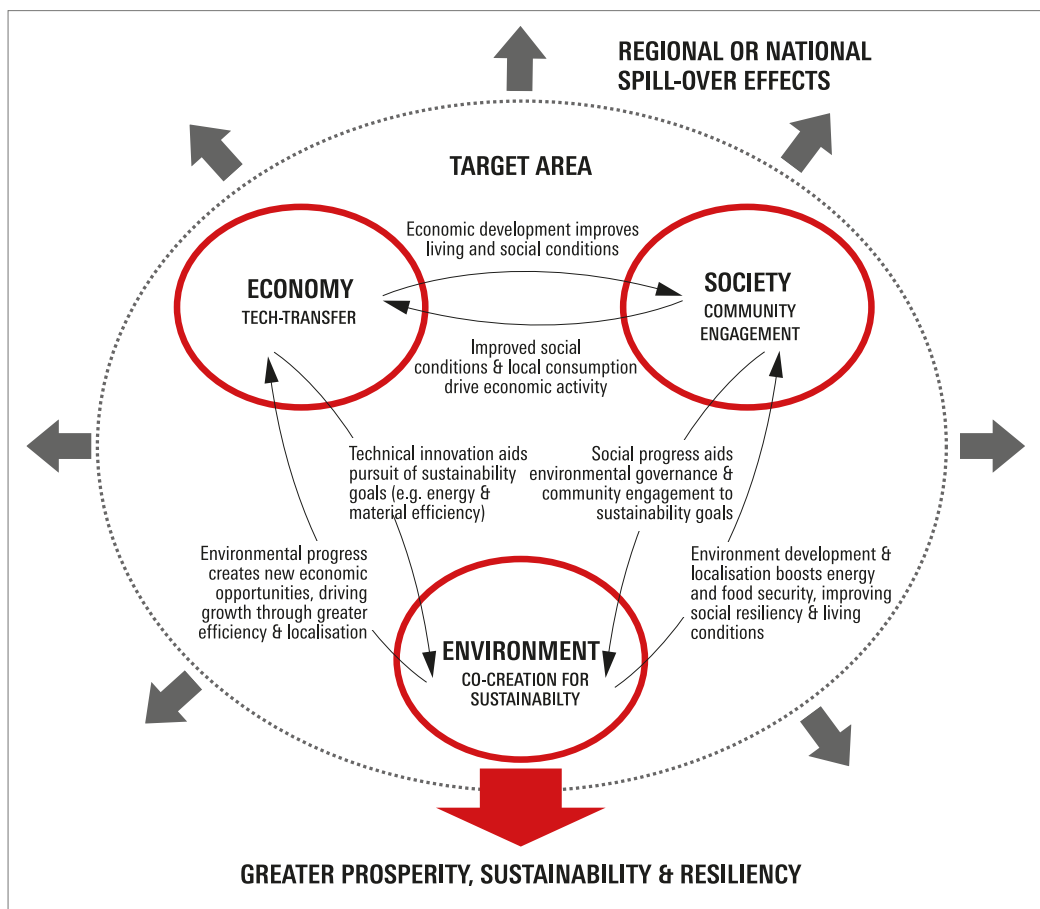 REGIONAL OR NATIONAL
SPILL-OVER EFFECTS
TARGET AREA
Economic development improves
living and social conditions
ECONOMY
TECH-TRANSFER
SOCIETY
COMMUNITY
ENGAGEMENT
Improved social
conditions & local consumption
drive economic activity
Technical innovation aids
pursuit of sustainability
goals (e.g. energy &
material efficiency)
Social progress aids
environmental governance &
community engagement to
sustainability goals
Environmental progress
creates new economic
opportunities, driving
growth through greater
efficiency & localisation
Environment development &
localisation boosts energy
and food security, improving
social resiliency & living
conditions
ENVIRONMENT
CO-CREATION FOR
SUSTAINABILTY
GREATER PROSPERITY, SUSTAINABILITY & RESILIENCY